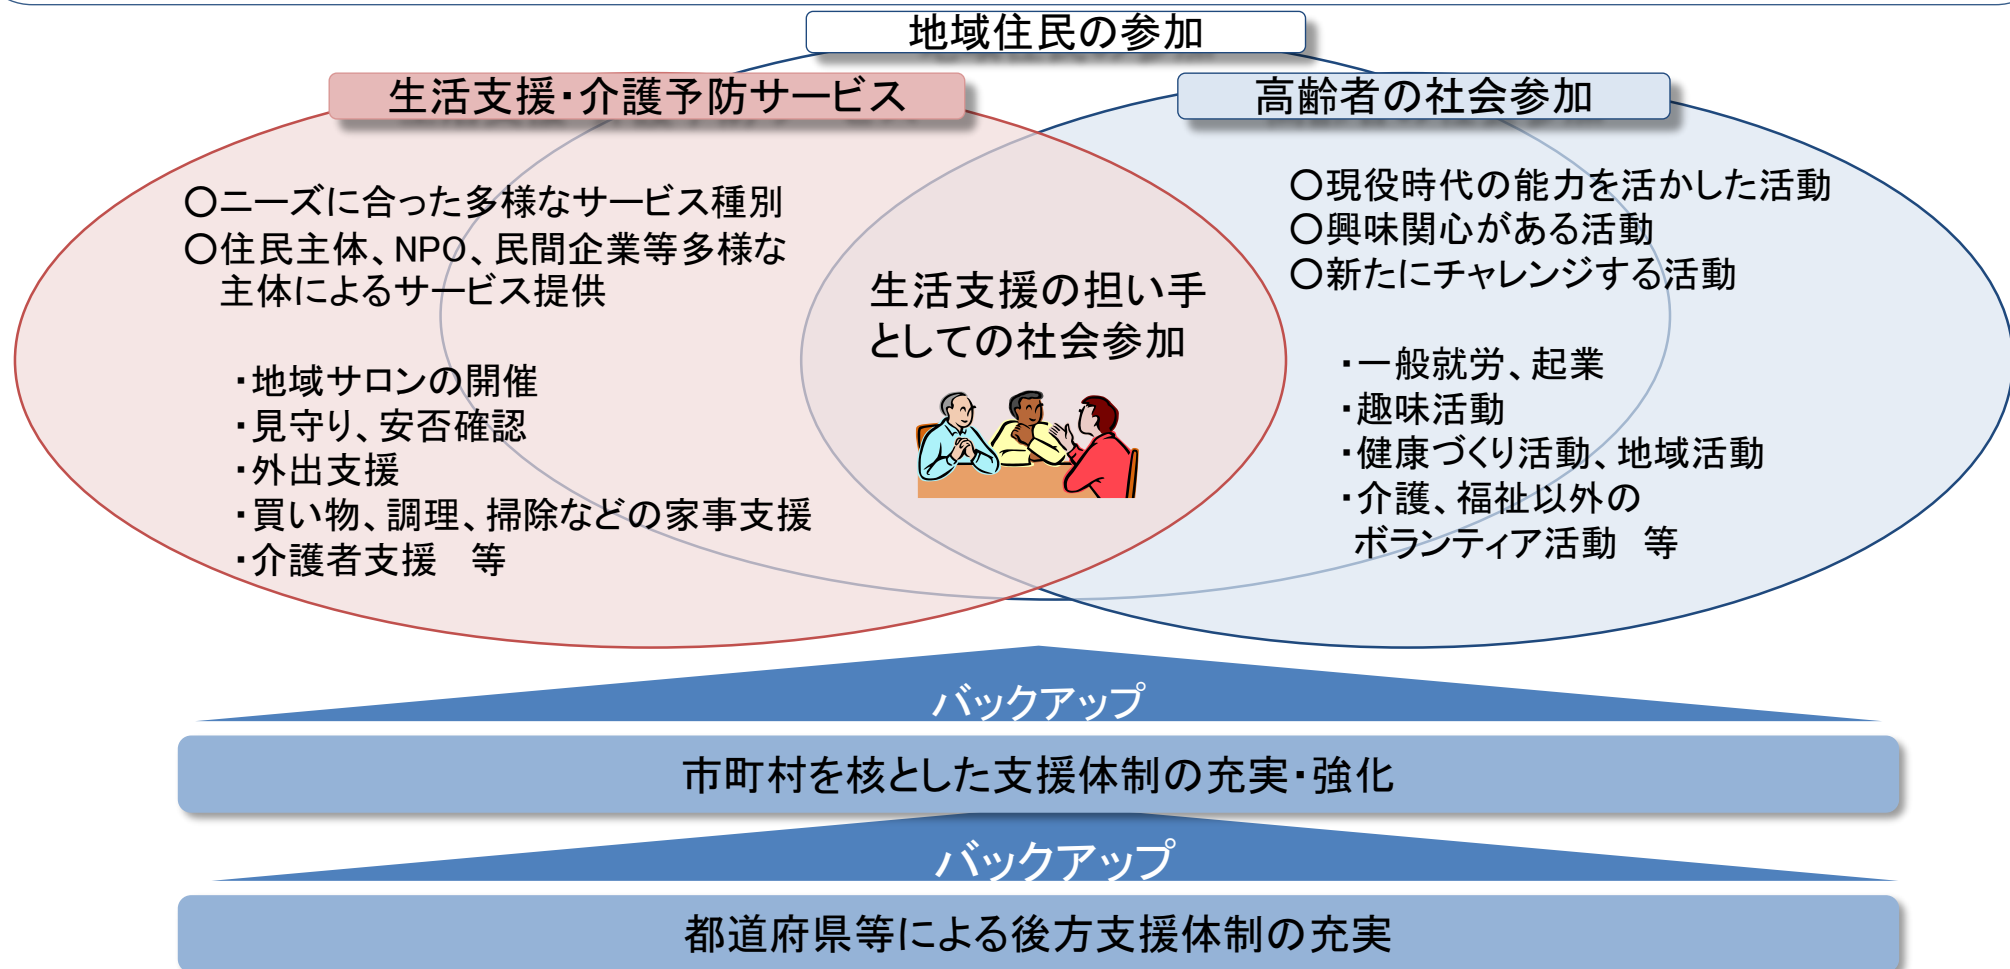 地域住民の参加
生活支援・介護予防サービス
○ニーズに合った多様なサービス種別
○住民主体、NPO、民間企業等多様な
主体によるサービス提供
・地域サロンの開催
・見守り、安否確認
・外出支援
・買い物、調理、掃除などの家事支援
・介護者支援　等
生活支援の担い手
としての社会参加
高齢者の社会参加
○現役時代の能力を活かした活動
○興味関心がある活動
○新たにチャレンジする活動
・一般就労、起業
・趣味活動
・健康づくり活動、地域活動
・介護、福祉以外の
ボランティア活動　等
バックアップ
市町村を核とした支援体制の充実・強化
バックアップ
都道府県等による後方支援体制の充実